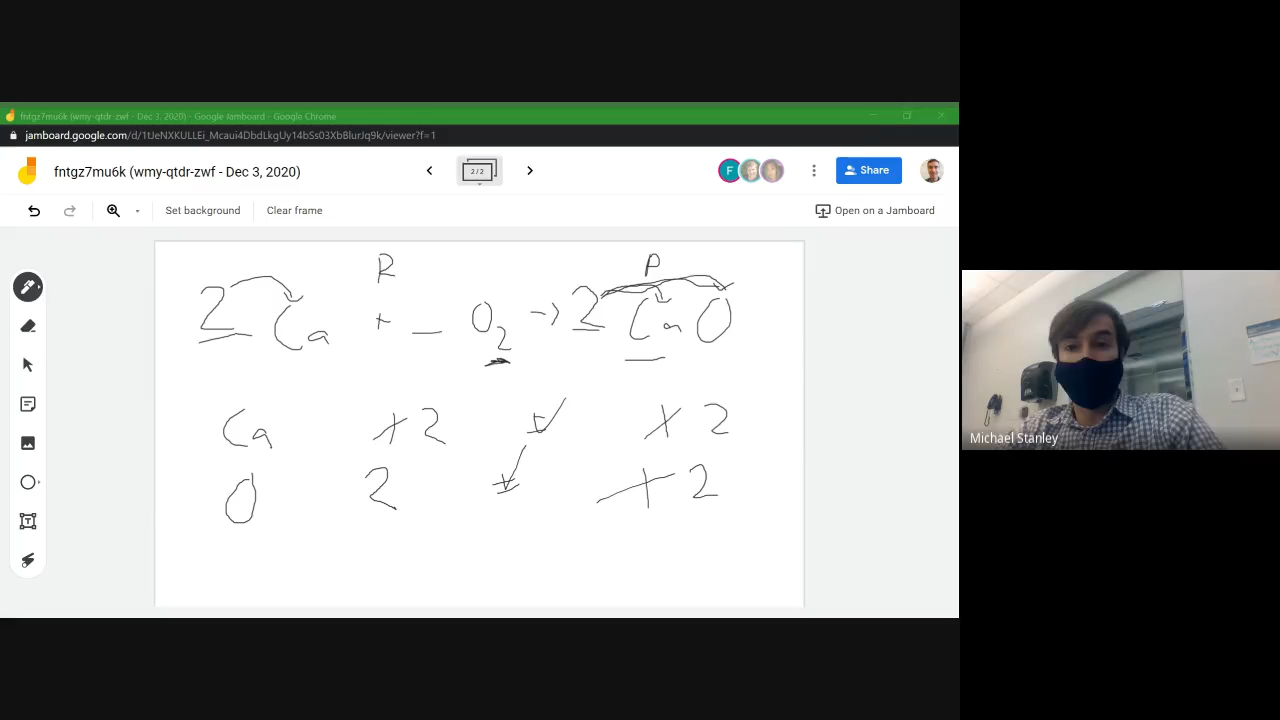 fntgz7mu6k (wmy-qtdr-zwf - Dec 3, 2020) - Google Jamboard - Google Chrome
jamboard.google.com/d/1tJeNXKULLEi_Mcaui4DbdLkgUy14bSs03XbBlurJq9k/viewer?f=1
fntgz7mu6k (wmy-qtdr-zwf - Dec 3, 2020)
2/2
F
Share
Set background
Clear frame
Open on a Jamboard
R P
2 Ca + _ O2 -> 2 CaO
Ca 2 2
O 2 2
Michael Stanley